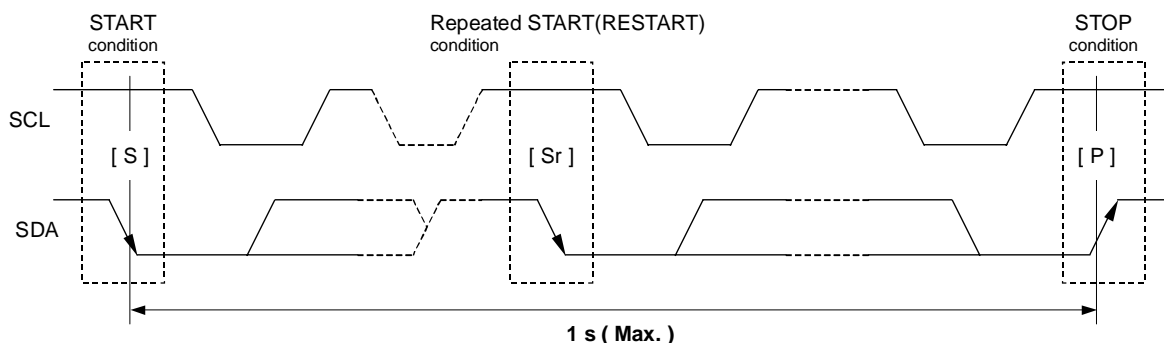 START
condition
Repeated START(RESTART)
condition
STOP
condition
SCL
[ S ]
[ Sr ]
[ P ]
SDA
1 s ( Max. )